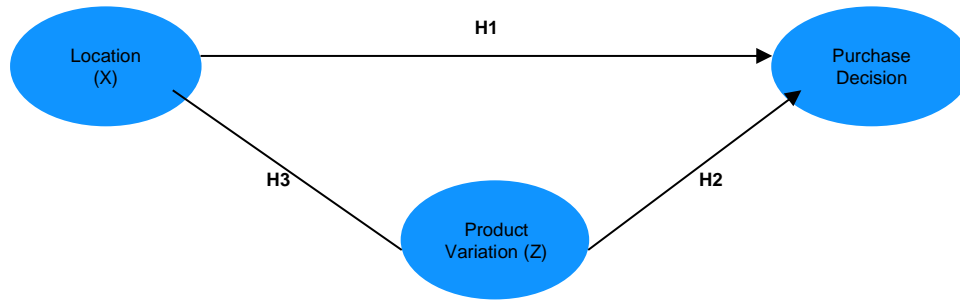 H1
Location
(X)
Purchase
Decision
H3
H2
Product
Variation (Z)